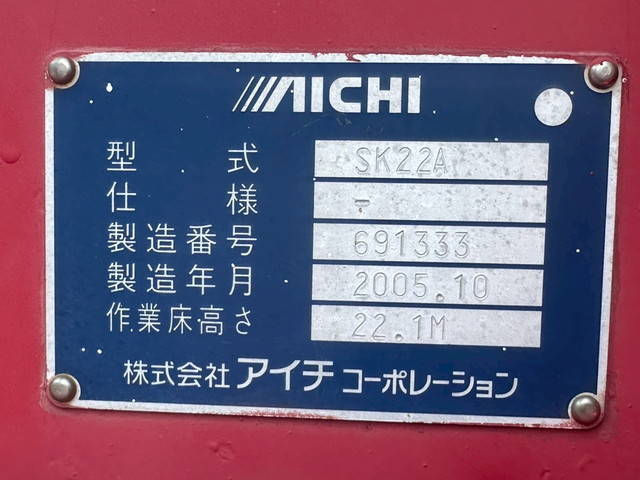 AICHI
型式 SK22A
仕様 -
製造番号 691333
製造年月 2005.10
作業床高さ 22.1M
株式会社 アイチ コーポレーション